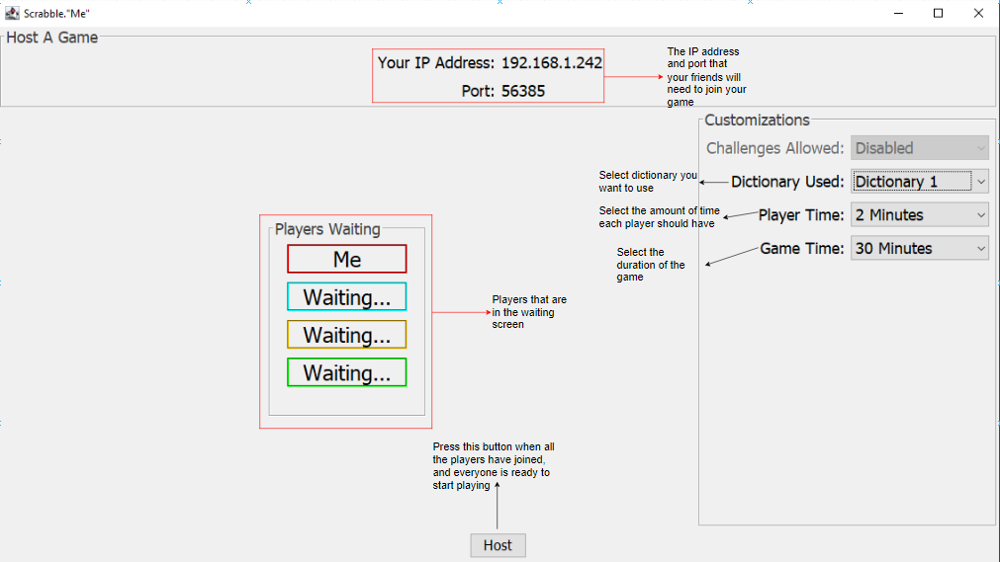 Scrabble."Me"
Host A Game
Your IP Address: 192.168.1.242
Port: 56385
The IP address
and port that
your friends will
need to join your
game
Customizations
Challenges Allowed: Disabled
Select dictionary you
want to use
Dictionary Used: Dictionary 1
Select the amount of time
each player should have
Player Time: 2 Minutes
Select the
duration of the
game
Game Time: 30 Minutes
Players Waiting
Me
Waiting...
Waiting...
Waiting...
Players that are
in the waiting
screen
Press this button when all
the players have joined,
and everyone is ready to
start playing
Host